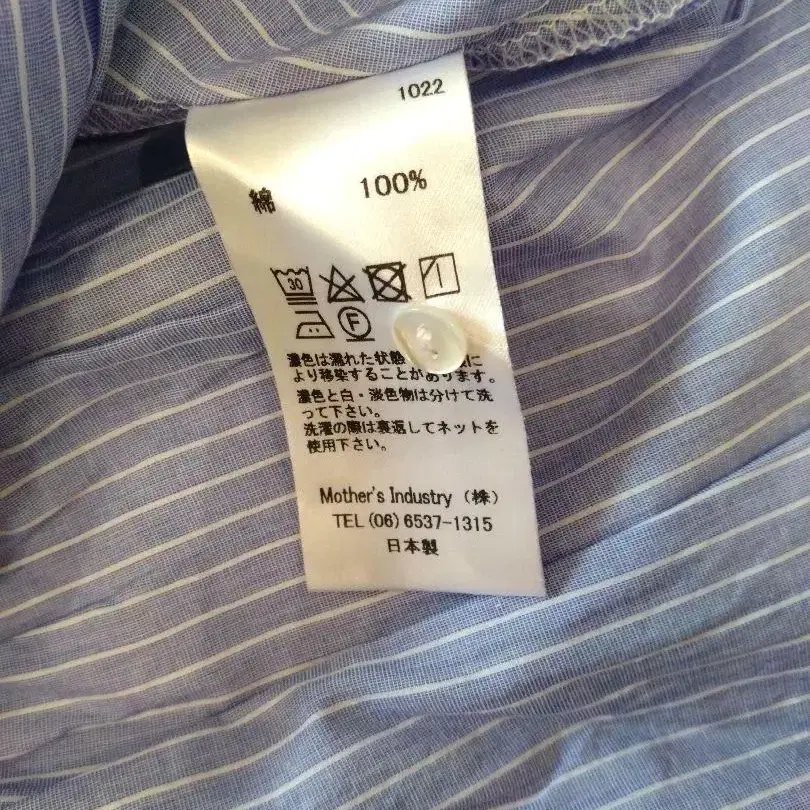 1022
綿 100%
30
F
濃色は濡れた状態
により移染することがあります。
濃色と白・淡色物は分けて洗
って下さい。
洗濯の際は裏返してネットを
使用下さい。
Mother's Industry (株)
TEL (06) 6537-1315
日本製